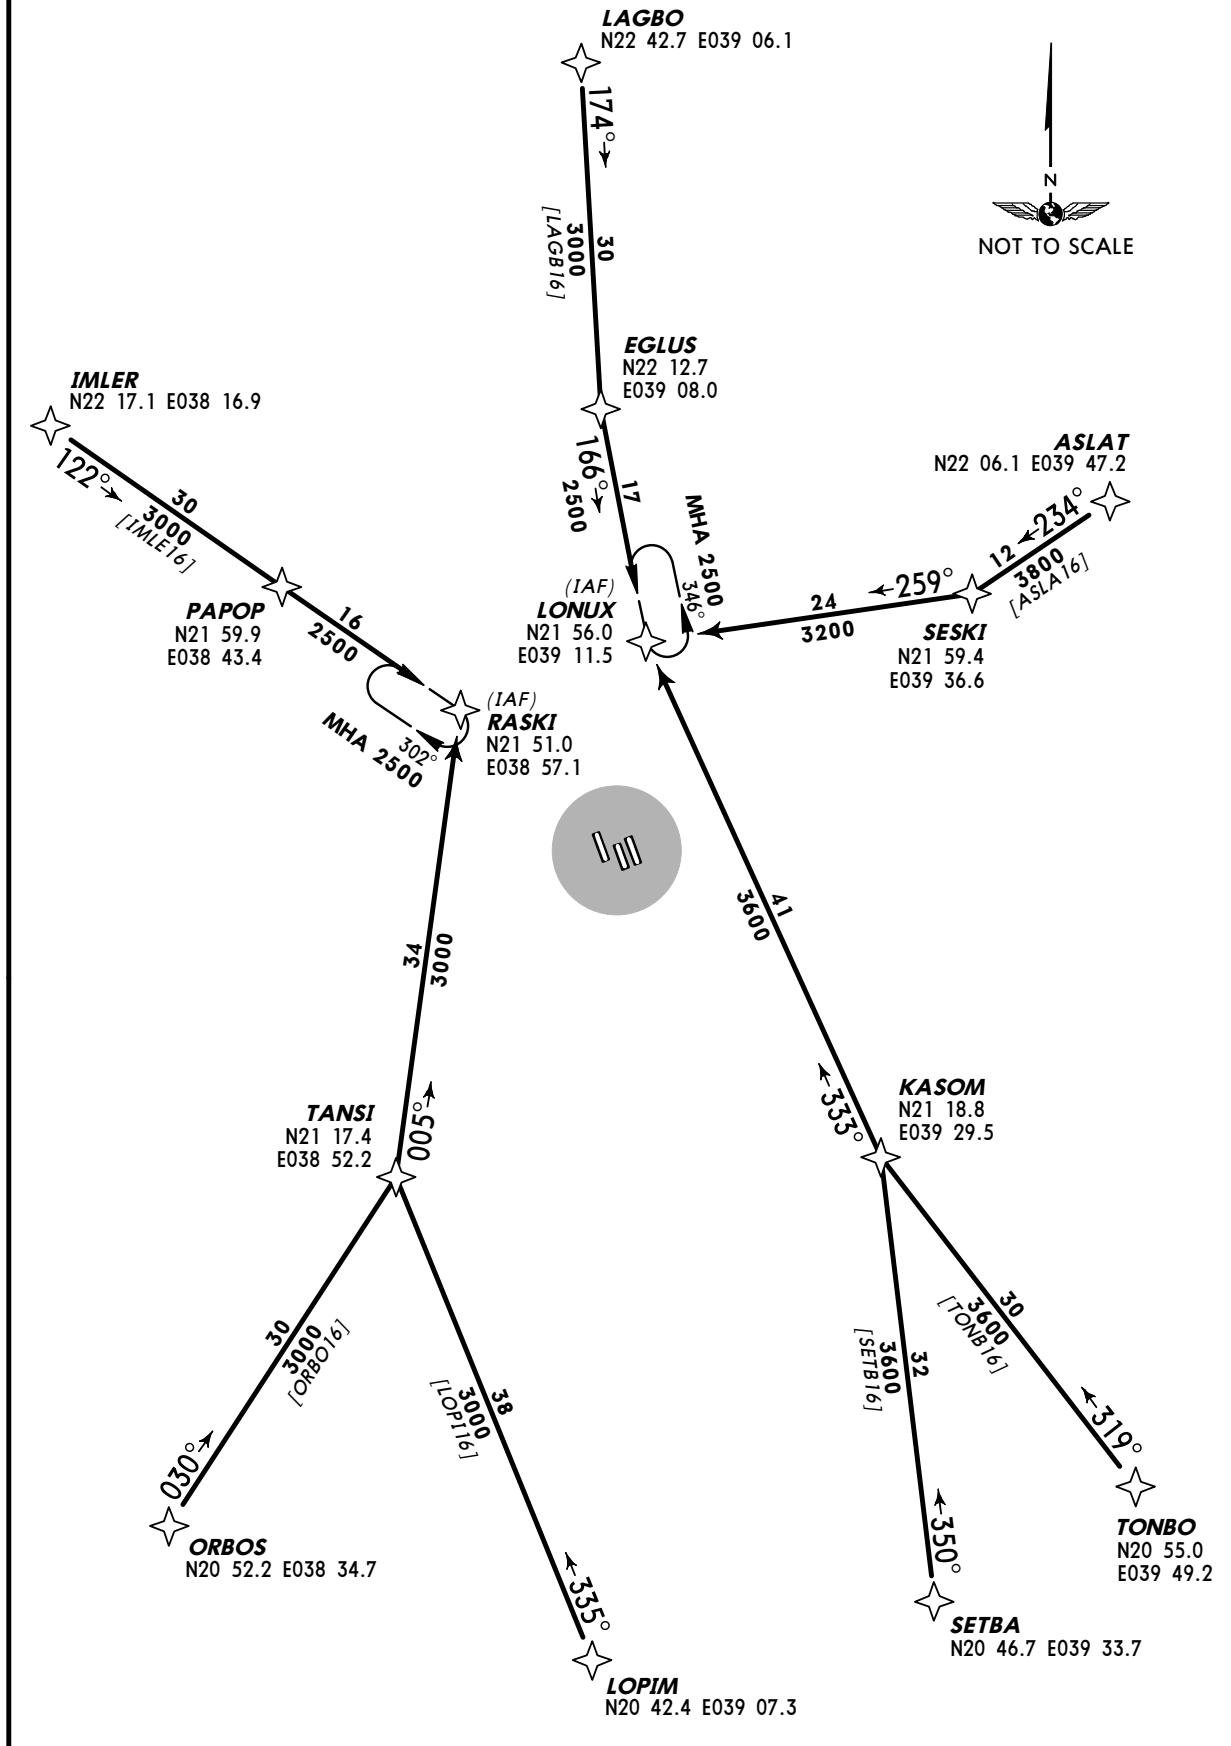 LAGBO
N22 42.7 E039 06.1
174°
30
3000
[LAGB16]
N
NOT TO SCALE
EGLUS
N22 12.7
E039 08.0
IMLER
N22 17.1 E038 16.9
122°
30
3000
[IMLE16]
166°
17
2500
ASLAT
N22 06.1 E039 47.2
234°
12
3800
[ASLA16]
MHA 2500
346°
(IAF)
LONUX
N21 56.0
E039 11.5
259°
24
3200
SESKI
N21 59.4
E039 36.6
PAPOP
N21 59.9
E038 43.4
16
2500
(IAF)
RASKI
N21 51.0
E038 57.1
302°
MHA 2500
41
3600
34
3000
KASOM
N21 18.8
E039 29.5
333°
TANSI
N21 17.4
E038 52.2
005°
30
3000
[ORBO16]
38
3000
[LOPI16]
32
3600
[SETB16]
30
3600
[TONB16]
319°
030°
ORBOS
N20 52.2 E038 34.7
335°
350°
TONBO
N20 55.0
E039 49.2
SETBA
N20 46.7 E039 33.7
LOPIM
N20 42.4 E039 07.3